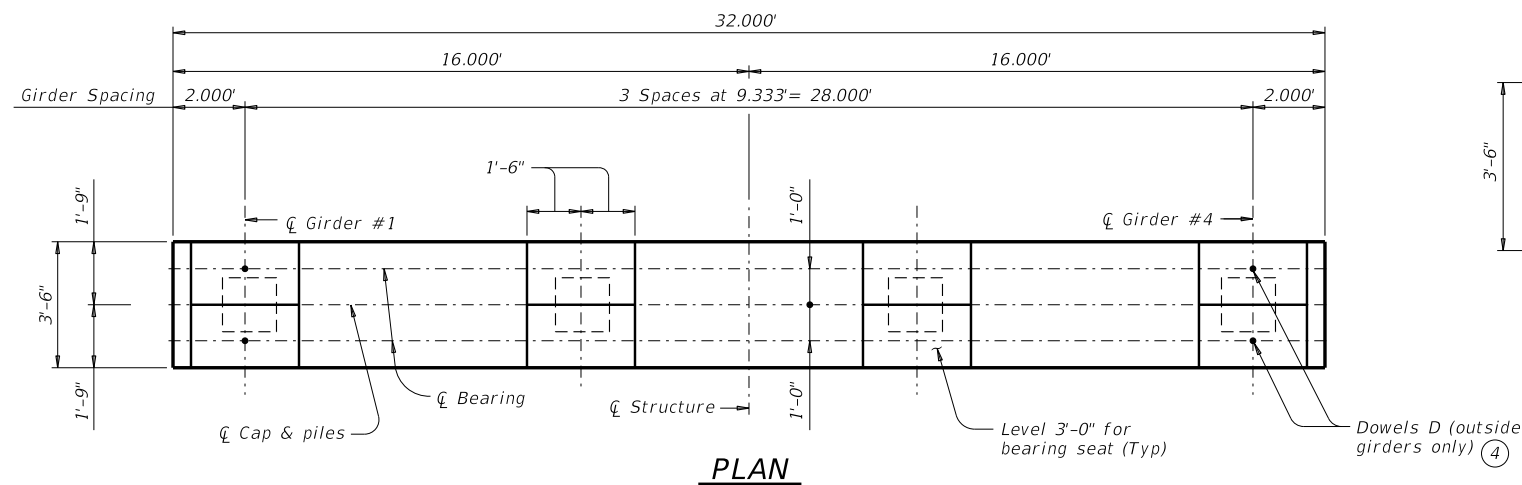 32.000'
16.000'
16.000'
Girder Spacing
2.000'
3 Spaces at 9.333'= 28.000'
2.000'
3'-6"
1'-6"
1'-9"
1'-0"
℄ Girder #1
℄ Girder #4
3'-6"
1'-9"
1'-0"
℄ Bearing
℄ Structure
℄ Cap & piles
Level 3'-0" for
bearing seat (Typ)
Dowels D (outside
girders only) 4
PLAN